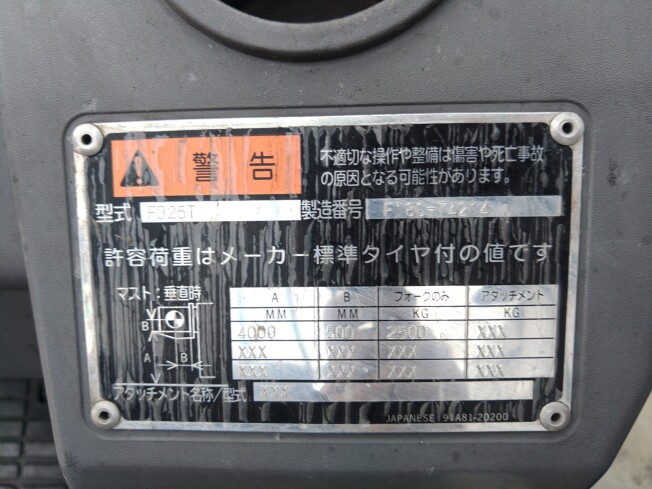 警告
不適切な操作や整備は傷害や死亡事故
の原因となる可能性があります。
型式 製造番号
許容荷重はメーカー標準タイヤ付の値です
マスト:垂直時
A B フォークのみ アタッチメント
MM MM KG KG
4000 500 2500 XXX
XXX XXX XXX XXX
XXX XXX XXX XXX
B
A B
アタッチメント名称/型式 XXX
JAPANESE 91A81-20200